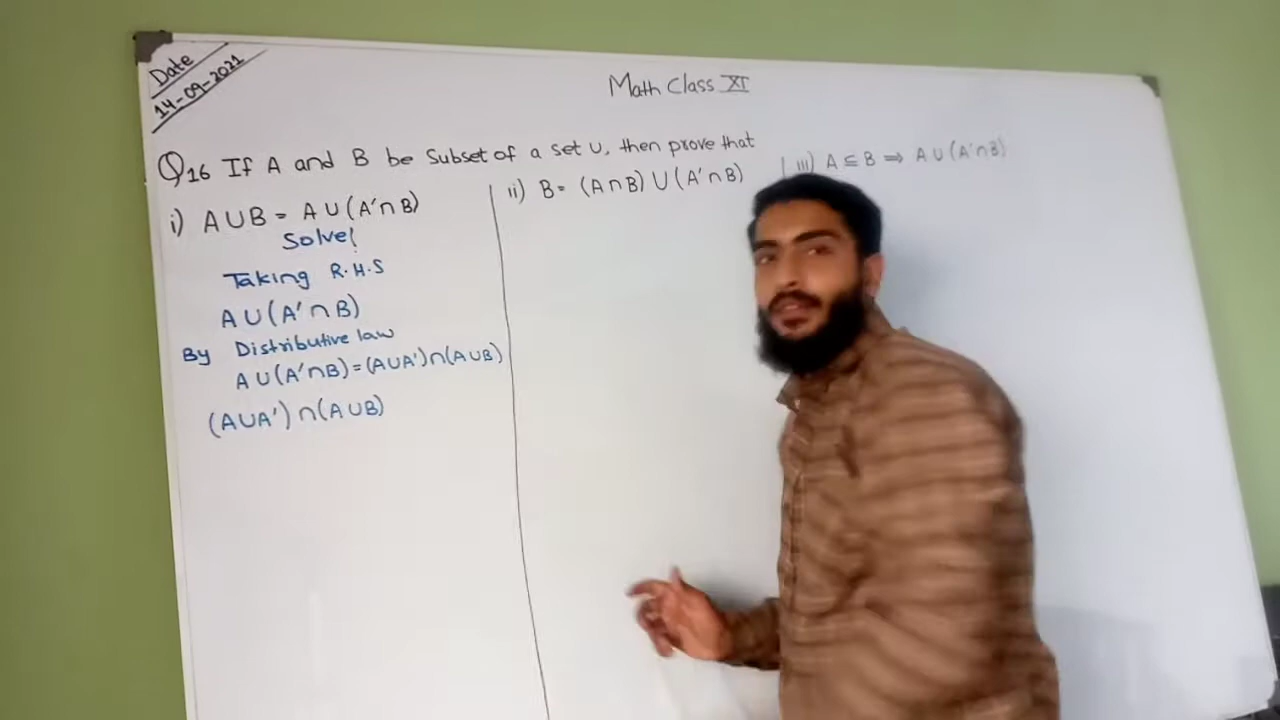 Date
14-09-2021
Math Class XI
Q16 If A and B be Subset of a set U, then prove that
i) A∪B = A∪(A'∩B)
Solve!
Taking R.H.S
A∪(A'∩B)
By Distributive law
A∪(A'∩B)=(A∪A')∩(A∪B)
(A∪A')∩(A∪B)
ii) B= (A∩B)∪(A'∩B)
iii) A⊆B ⇒ A∪(A'∩B)